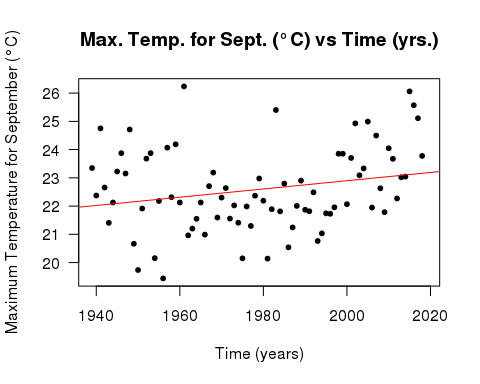 Max. Temp. for Sept. (°C) vs Time (yrs.)
Maximum Temperature for September (°C)
26
25
24
23
22
21
20
1940 1960 1980 2000 2020
Time (years)